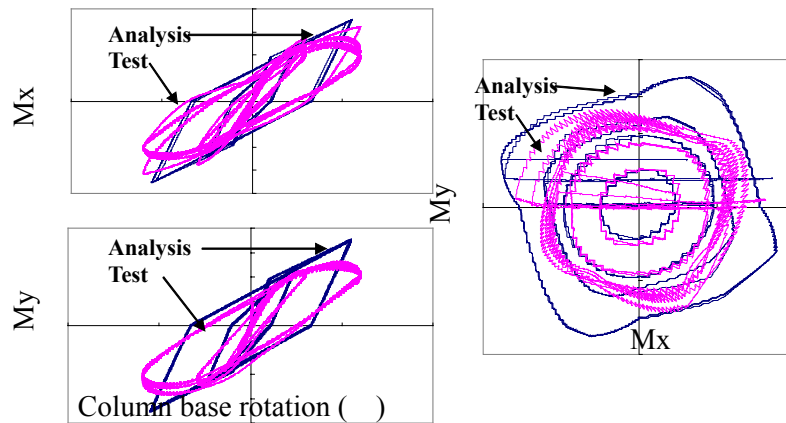 Analysis
Test
Mx
Analysis
Test
My
Column base rotation ( )
Analysis
Test
My
Mx